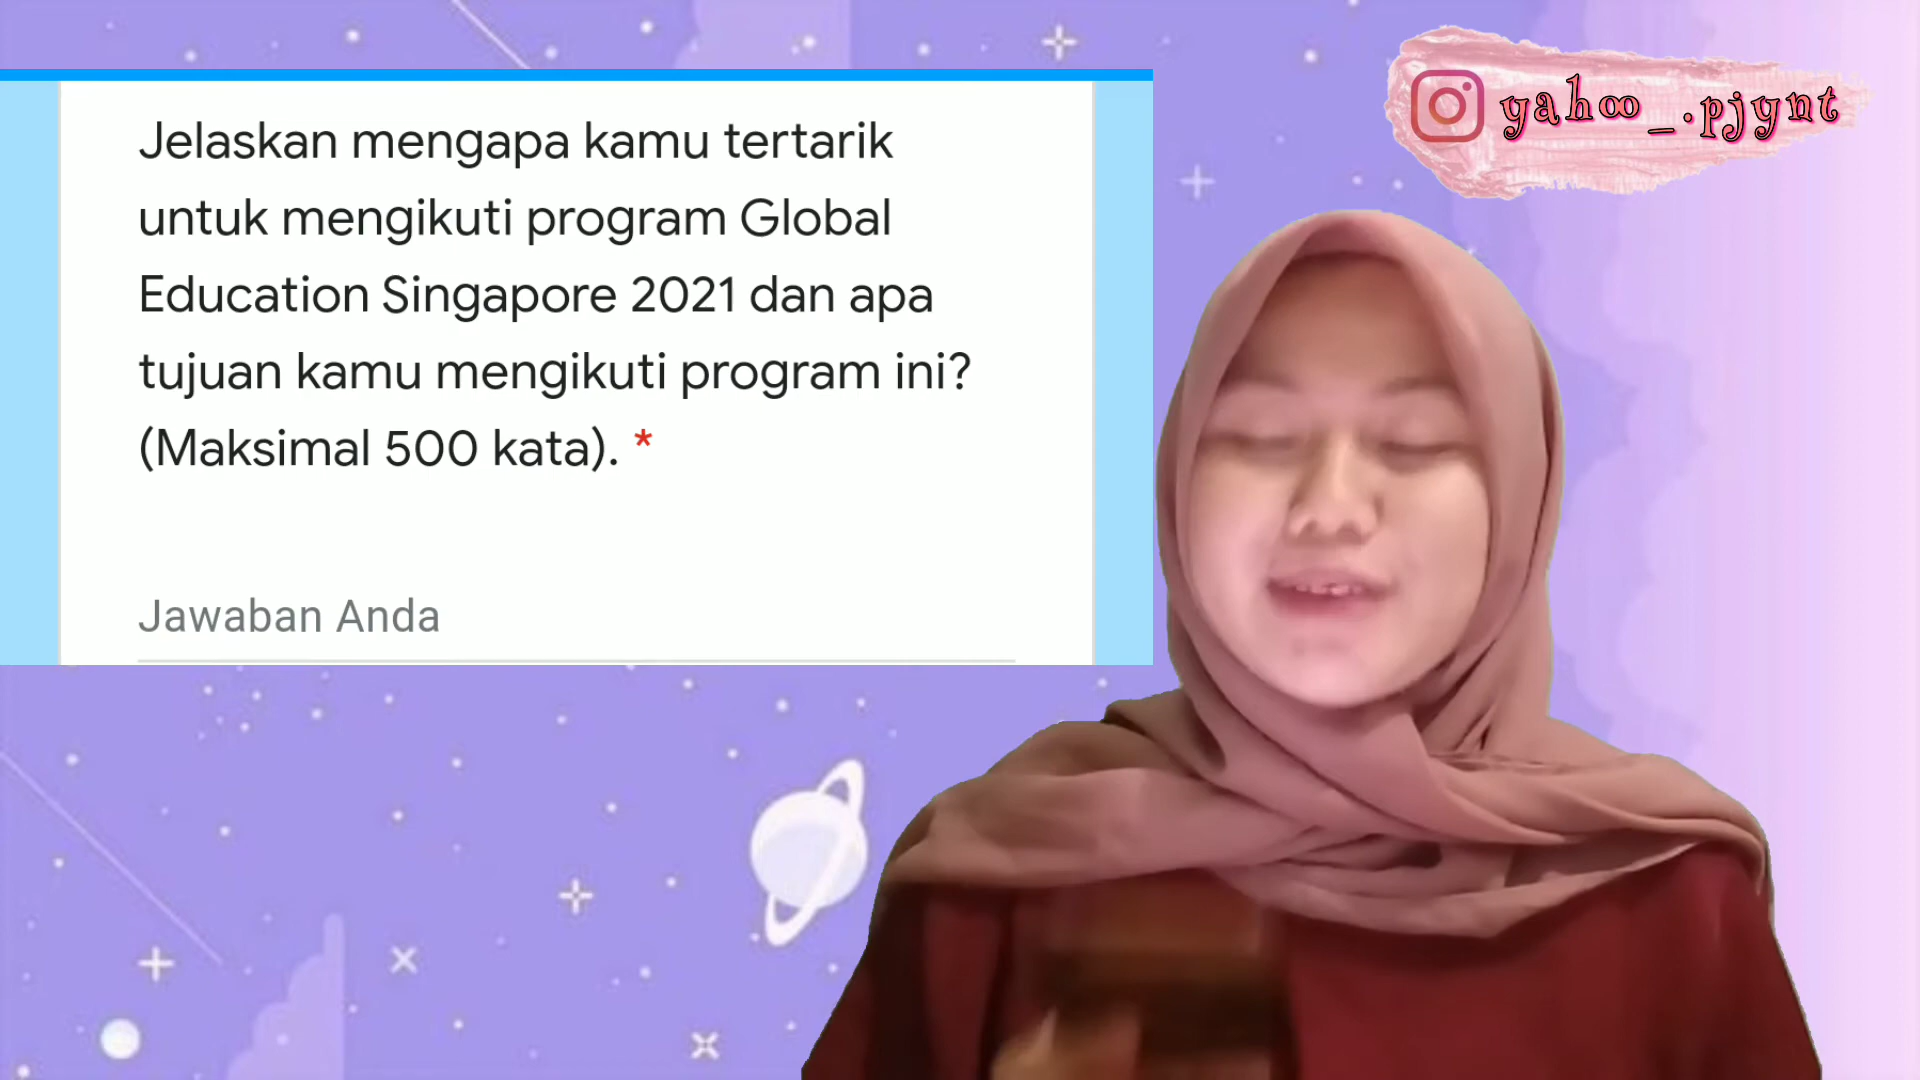 Jelaskan mengapa kamu tertarik
untuk mengikuti program Global
Education Singapore 2021 dan apa
tujuan kamu mengikuti program ini?
(Maksimal 500 kata). *
Jawaban Anda
yahoo_.pjynt